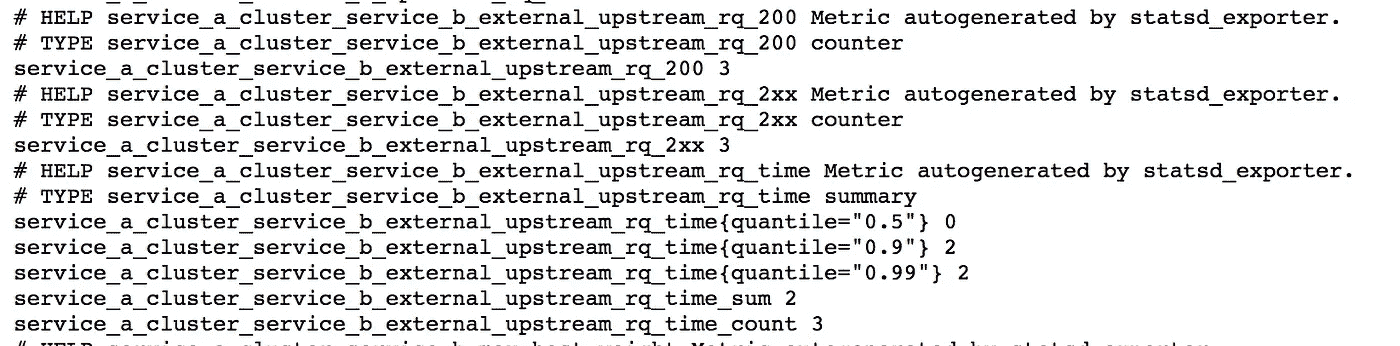 # HELP service_a_cluster_service_b_external_upstream_rq_200 Metric autogenerated by statsd_exporter.
# TYPE service_a_cluster_service_b_external_upstream_rq_200 counter
service_a_cluster_service_b_external_upstream_rq_200 3
# HELP service_a_cluster_service_b_external_upstream_rq_2xx Metric autogenerated by statsd_exporter.
# TYPE service_a_cluster_service_b_external_upstream_rq_2xx counter
service_a_cluster_service_b_external_upstream_rq_2xx 3
# HELP service_a_cluster_service_b_external_upstream_rq_time Metric autogenerated by statsd_exporter.
# TYPE service_a_cluster_service_b_external_upstream_rq_time summary
service_a_cluster_service_b_external_upstream_rq_time{quantile="0.5"} 0
service_a_cluster_service_b_external_upstream_rq_time{quantile="0.9"} 2
service_a_cluster_service_b_external_upstream_rq_time{quantile="0.99"} 2
service_a_cluster_service_b_external_upstream_rq_time_sum 2
service_a_cluster_service_b_external_upstream_rq_time_count 3